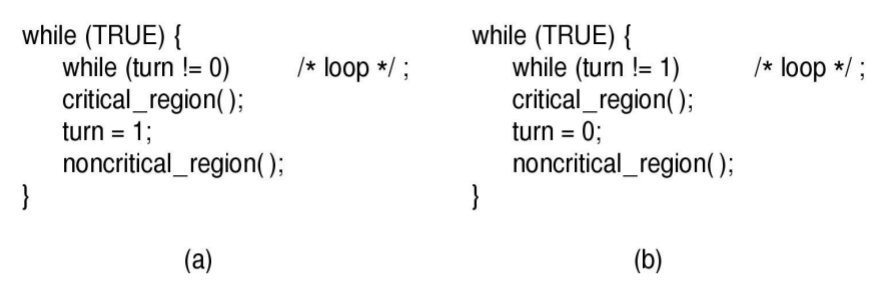 while (TRUE) {
while (turn != 0) /* loop */ ;
critical_region( );
turn = 1;
noncritical_region( );
}
(a)
while (TRUE) {
while (turn != 1) /* loop */ ;
critical_region( );
turn = 0;
noncritical_region( );
}
(b)